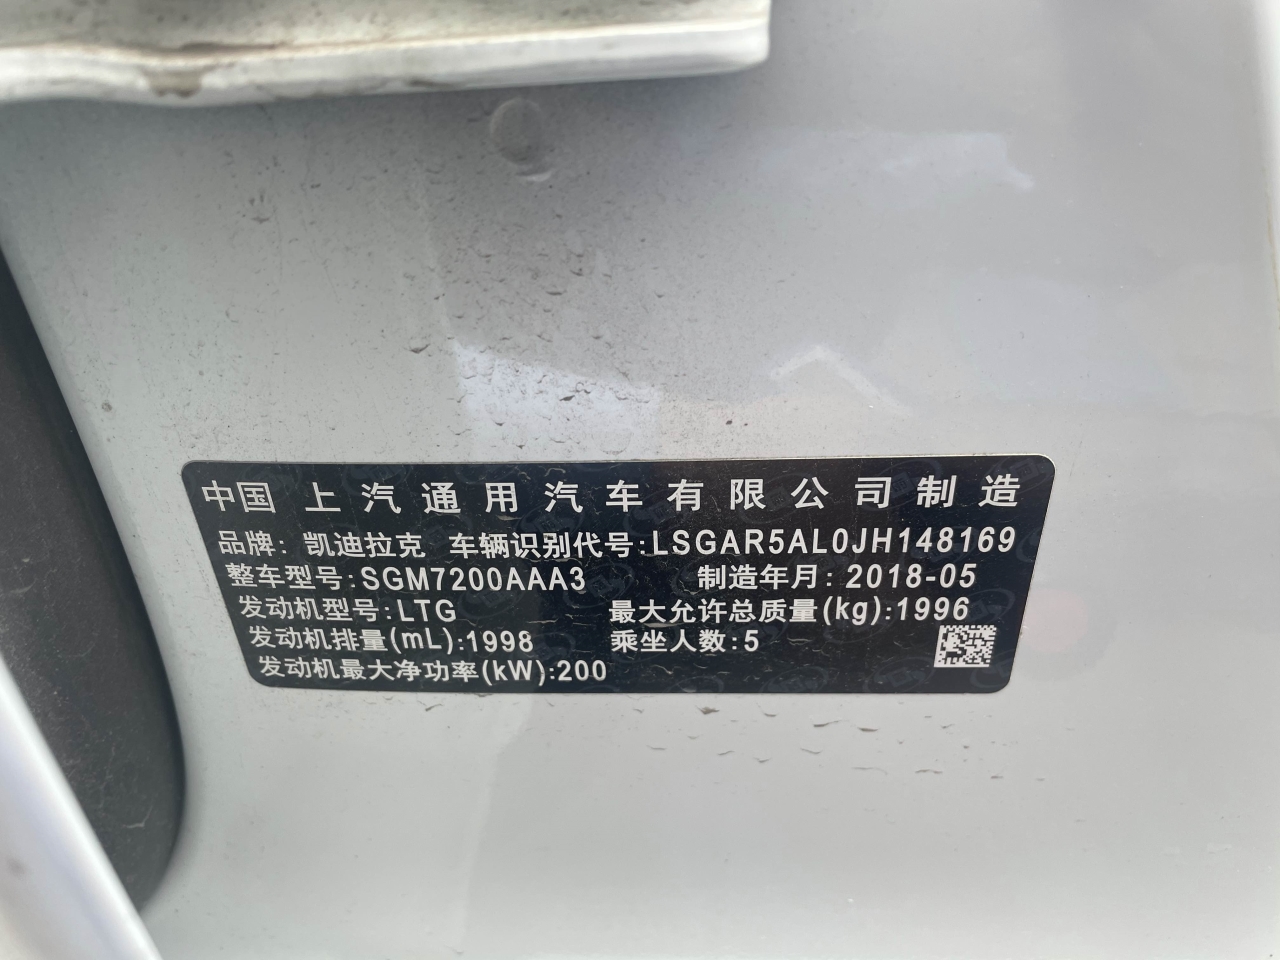 中国 上汽通用汽车有限公司制造
品牌: 凯迪拉克 车辆识别代号:LSGAR5AL0JH148169
整车型号:SGM7200AAA3 制造年月: 2018-05
发动机型号:LTG 最大允许总质量(kg):1996
发动机排量(mL):1998 乘坐人数:5
发动机最大净功率(kW):200